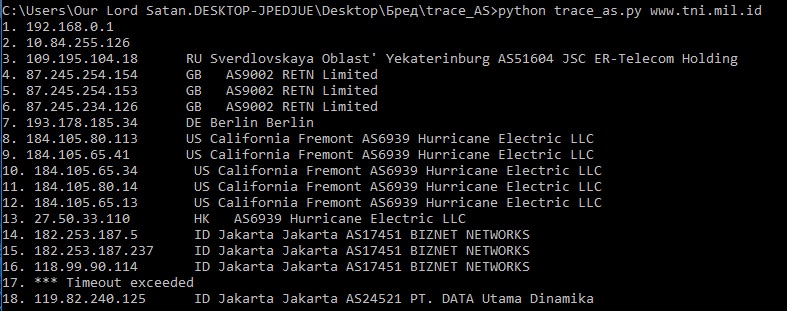 C:\Users\Our Lord Satan.DESKTOP-JPEDJUE\Desktop\Бред\trace_AS>python trace_as.py www.tni.mil.id
1. 192.168.0.1
2. 10.84.255.126
3. 109.195.104.18 RU Sverdlovskaya Oblast' Yekaterinburg AS51604 JSC ER-Telecom Holding
4. 87.245.254.154 GB AS9002 RETN Limited
5. 87.245.254.153 GB AS9002 RETN Limited
6. 87.245.234.126 GB AS9002 RETN Limited
7. 193.178.185.34 DE Berlin Berlin
8. 184.105.80.113 US California Fremont AS6939 Hurricane Electric LLC
9. 184.105.65.41 US California Fremont AS6939 Hurricane Electric LLC
10. 184.105.65.34 US California Fremont AS6939 Hurricane Electric LLC
11. 184.105.80.14 US California Fremont AS6939 Hurricane Electric LLC
12. 184.105.65.13 US California Fremont AS6939 Hurricane Electric LLC
13. 27.50.33.110 HK AS6939 Hurricane Electric LLC
14. 182.253.187.5 ID Jakarta Jakarta AS17451 BIZNET NETWORKS
15. 182.253.187.237 ID Jakarta Jakarta AS17451 BIZNET NETWORKS
16. 118.99.90.114 ID Jakarta Jakarta AS17451 BIZNET NETWORKS
17. *** Timeout exceeded
18. 119.82.240.125 ID Jakarta Jakarta AS24521 PT. DATA Utama Dinamika